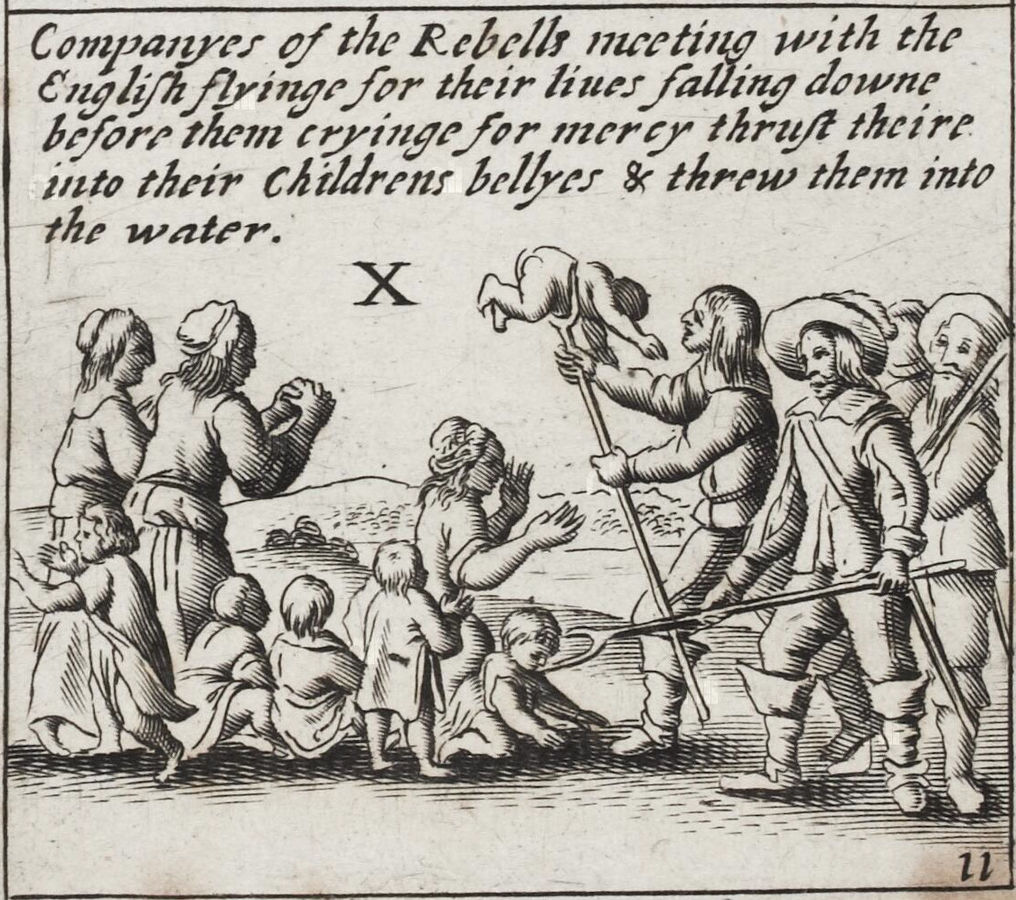 Companyes of the Rebells meeting with the
Engliſh flyinge for their liues falling downe
before them cryinge for mercy thruſt theire
into their Childrens bellyes & threw them into
the water.
X
11